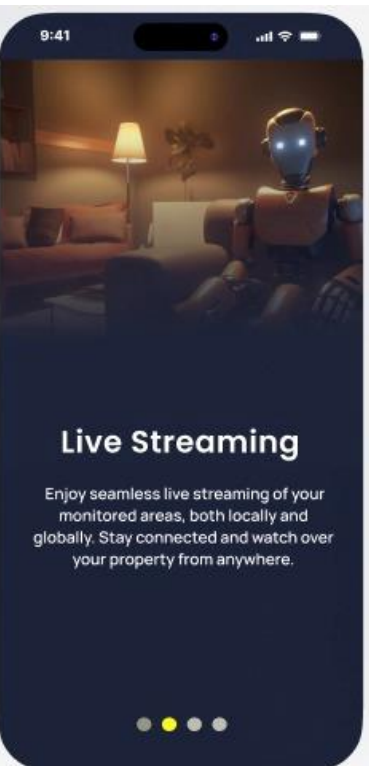 9:41
Live Streaming
Enjoy seamless live streaming of your
monitored areas, both locally and
globally. Stay connected and watch over
your property from anywhere.